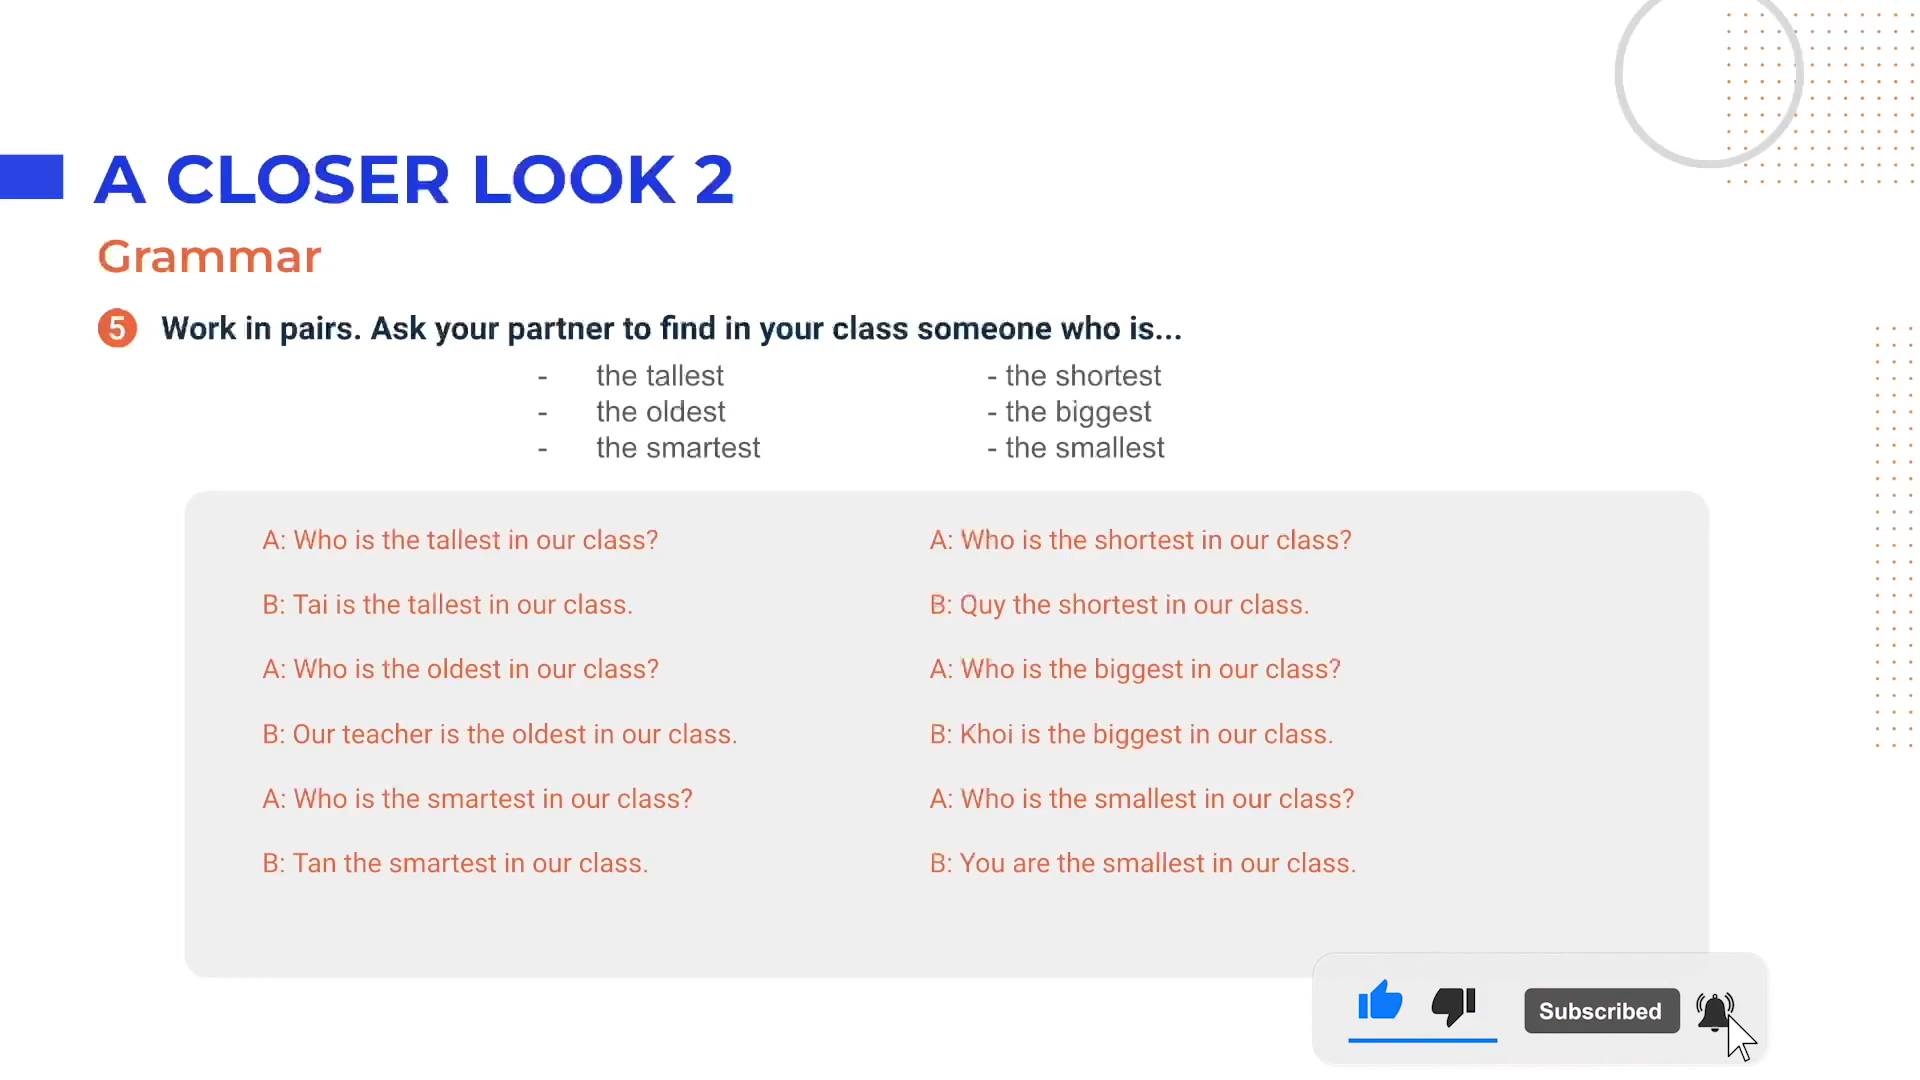 A CLOSER LOOK 2
Grammar
5 Work in pairs. Ask your partner to find in your class someone who is...
- the tallest
- the oldest
- the smartest
- the shortest
- the biggest
- the smallest
A: Who is the tallest in our class?
B: Tai is the tallest in our class.
A: Who is the oldest in our class?
B: Our teacher is the oldest in our class.
A: Who is the smartest in our class?
B: Tan the smartest in our class.
A: Who is the shortest in our class?
B: Quy the shortest in our class.
A: Who is the biggest in our class?
B: Khoi is the biggest in our class.
A: Who is the smallest in our class?
B: You are the smallest in our class.
Subscribed